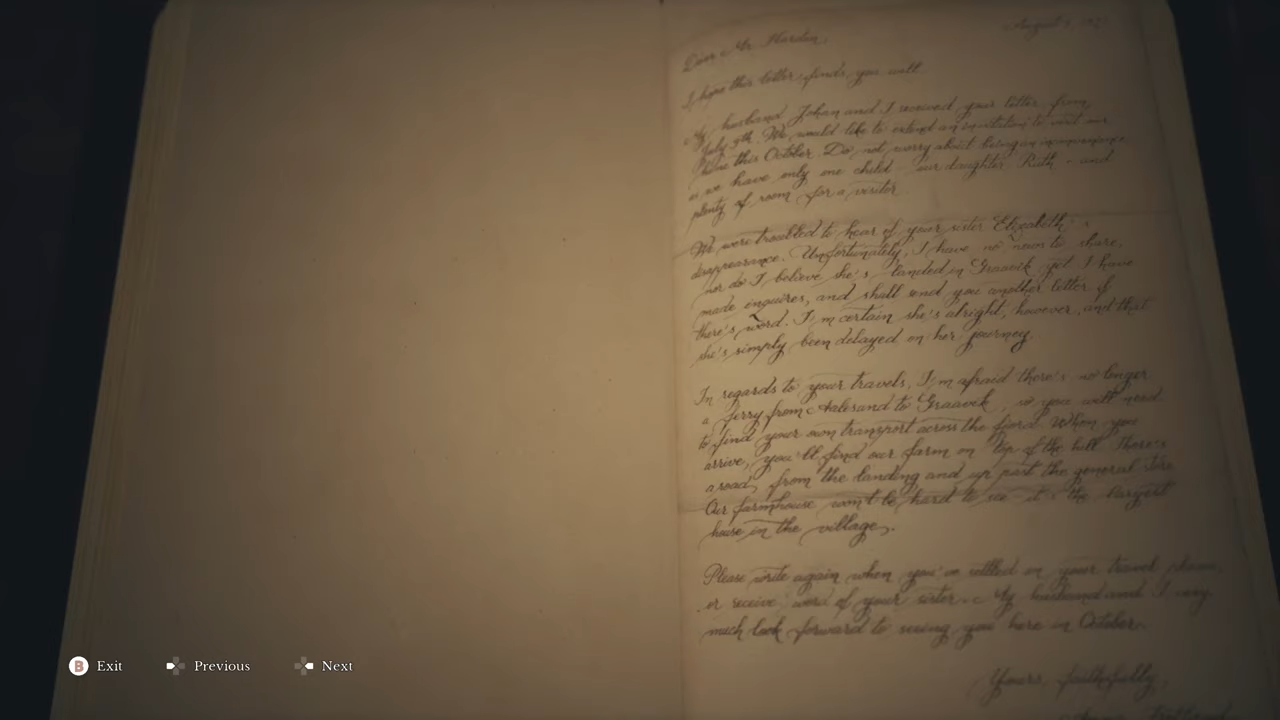 August
Dear Mr. Harden,
I hope this letter finds you well.
My husband Johan and I received your letter from
July 9th. We would like to extend an invitation to visit our
home this October. Do not worry about being an inconvenience,
as we have only one child - our daughter Ruth - and
plenty of room for a visitor.
We were troubled to hear of your sister Elizabeth's
disappearance. Unfortunately, I have no news to share,
nor do I believe she's landed in Graavik yet. I have
made inquires, and shall send you another letter if
there's word. I'm certain she's alright, however, and that
she's simply been delayed on her journey.
In regards to your travels, I'm afraid there's no longer
a ferry from Aalesund to Graavik, so you will need
to find your own transport across the fjord. When you
arrive, you'll find our farm on top of the hill. There's
a road from the landing and up past the general store.
Our farmhouse won't be hard to see, it's the largest
house in the village.
Please write again when you've settled on your travel plans,
or receive word of your sister. My husband and I very
much look forward to seeing you here in October.
Yours, faithfully,
B Exit
Previous
Next